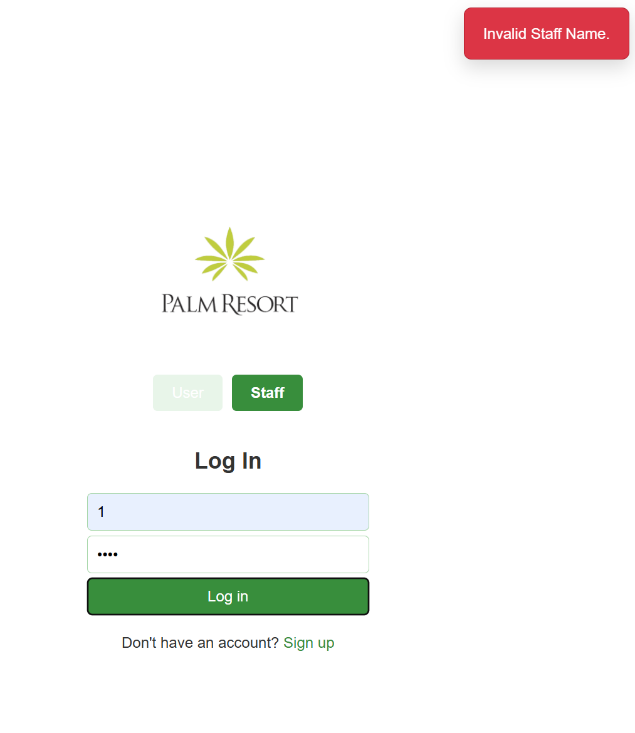 Invalid Staff Name.
PALM RESORT
User
Staff
Log In
1
••••
Log in
Don't have an account? Sign up